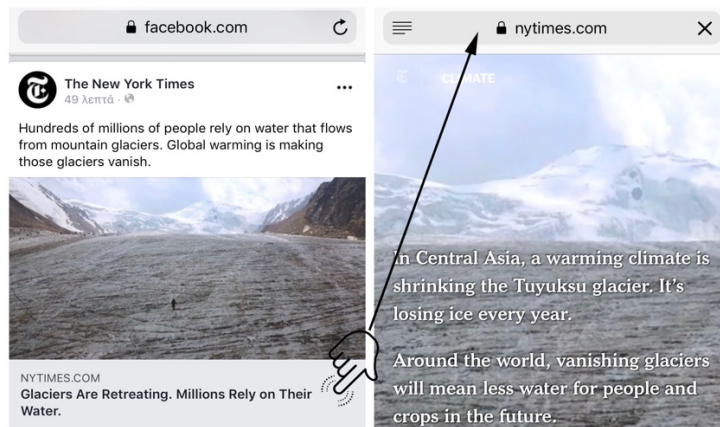 facebook.com
The New York Times
49 λεπτά ·
Hundreds of millions of people rely on water that flows
from mountain glaciers. Global warming is making
those glaciers vanish.
NYTIMES.COM
Glaciers Are Retreating. Millions Rely on Their
Water.
nytimes.com
CLIMATE
In Central Asia, a warming climate is
shrinking the Tuyuksu glacier. It’s
losing ice every year.
Around the world, vanishing glaciers
will mean less water for people and
crops in the future.